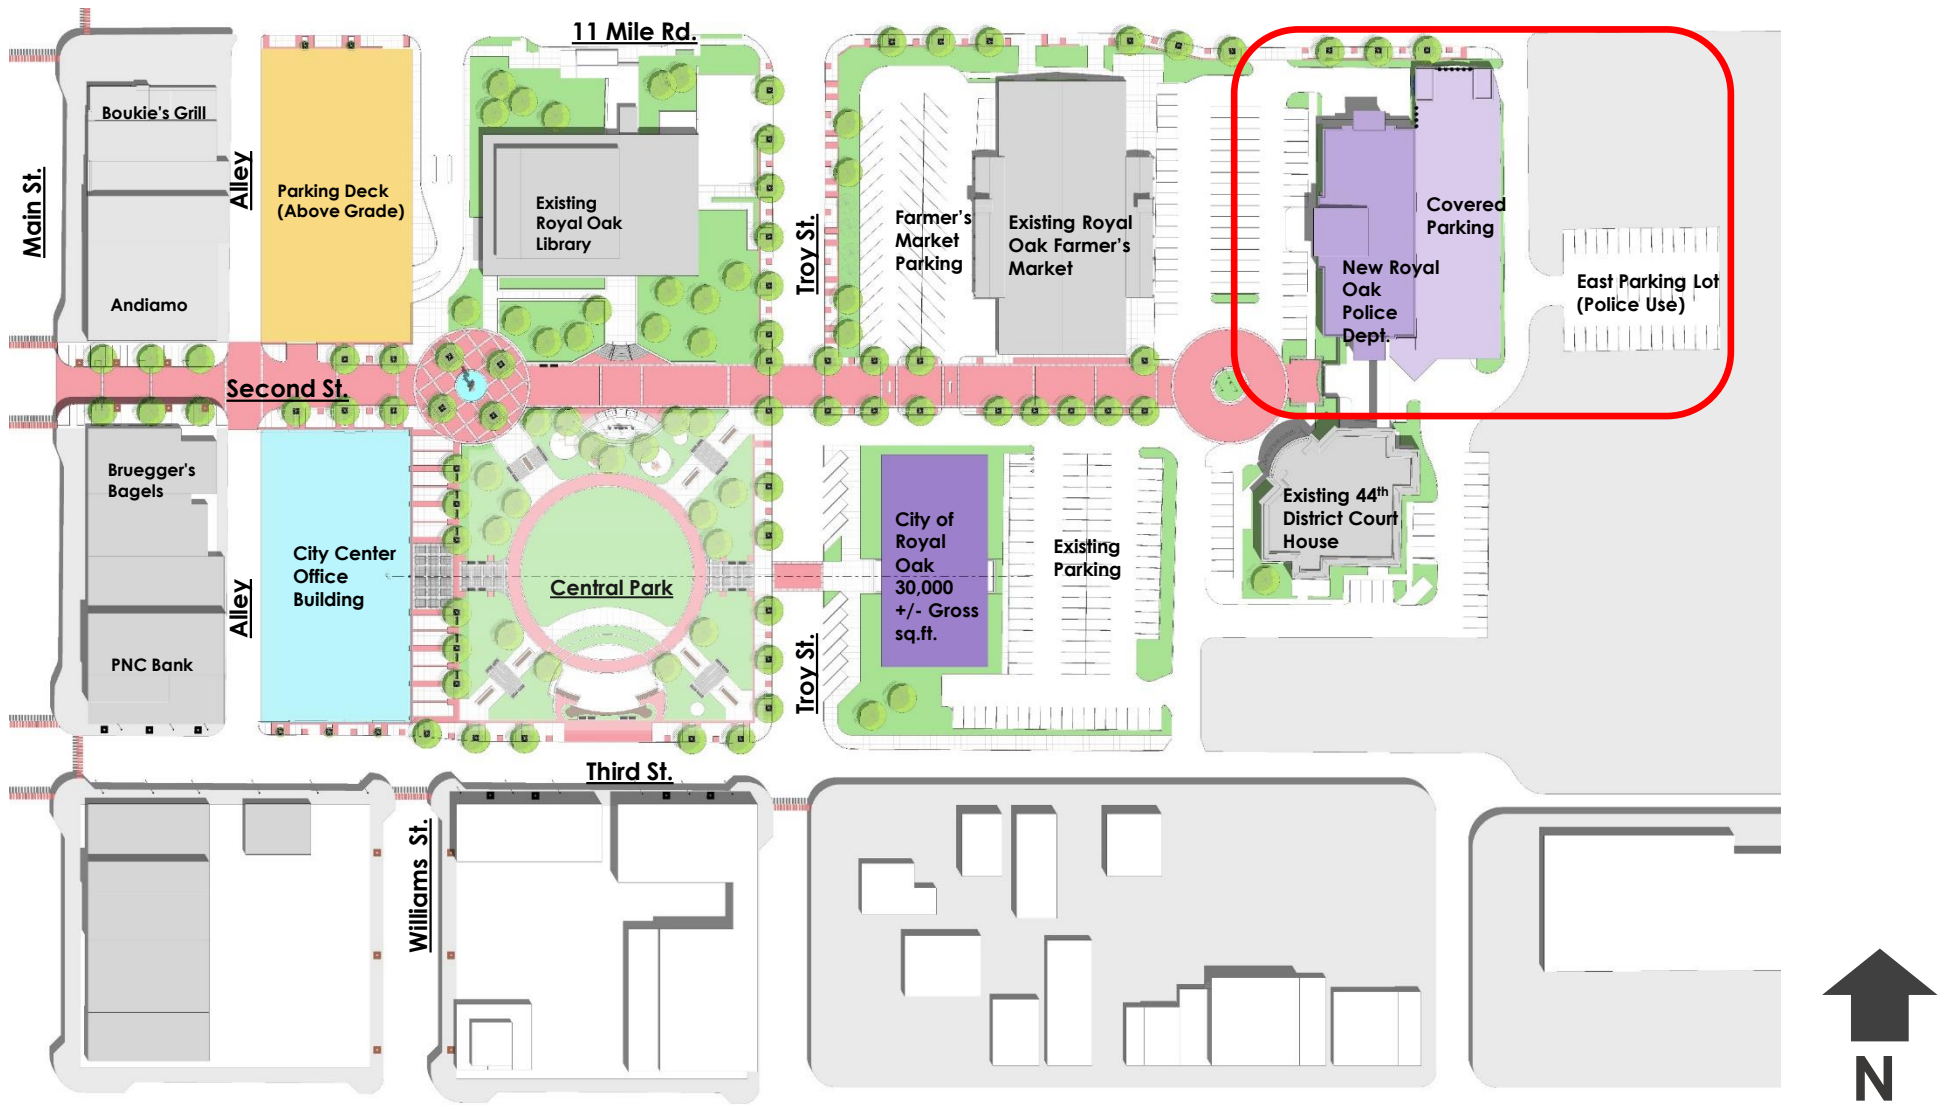 11 Mile Rd.
Boukie's Grill
Alley
Main St.
Parking Deck
(Above Grade)
Existing
Royal Oak
Library
Andiamo
Troy St.
Farmer's
Market
Parking
Existing Royal
Oak Farmer's
Market
Covered
Parking
New Royal
Oak
Police
Dept.
East Parking Lot
(Police Use)
Second St.
Bruegger's
Bagels
City Center
Office
Building
Alley
PNC Bank
Central Park
Troy St.
City of
Royal
Oak
30,000
+/- Gross
sq.ft.
Existing
Parking
Existing 44th
District Court
House
Third St.
Williams St.
N